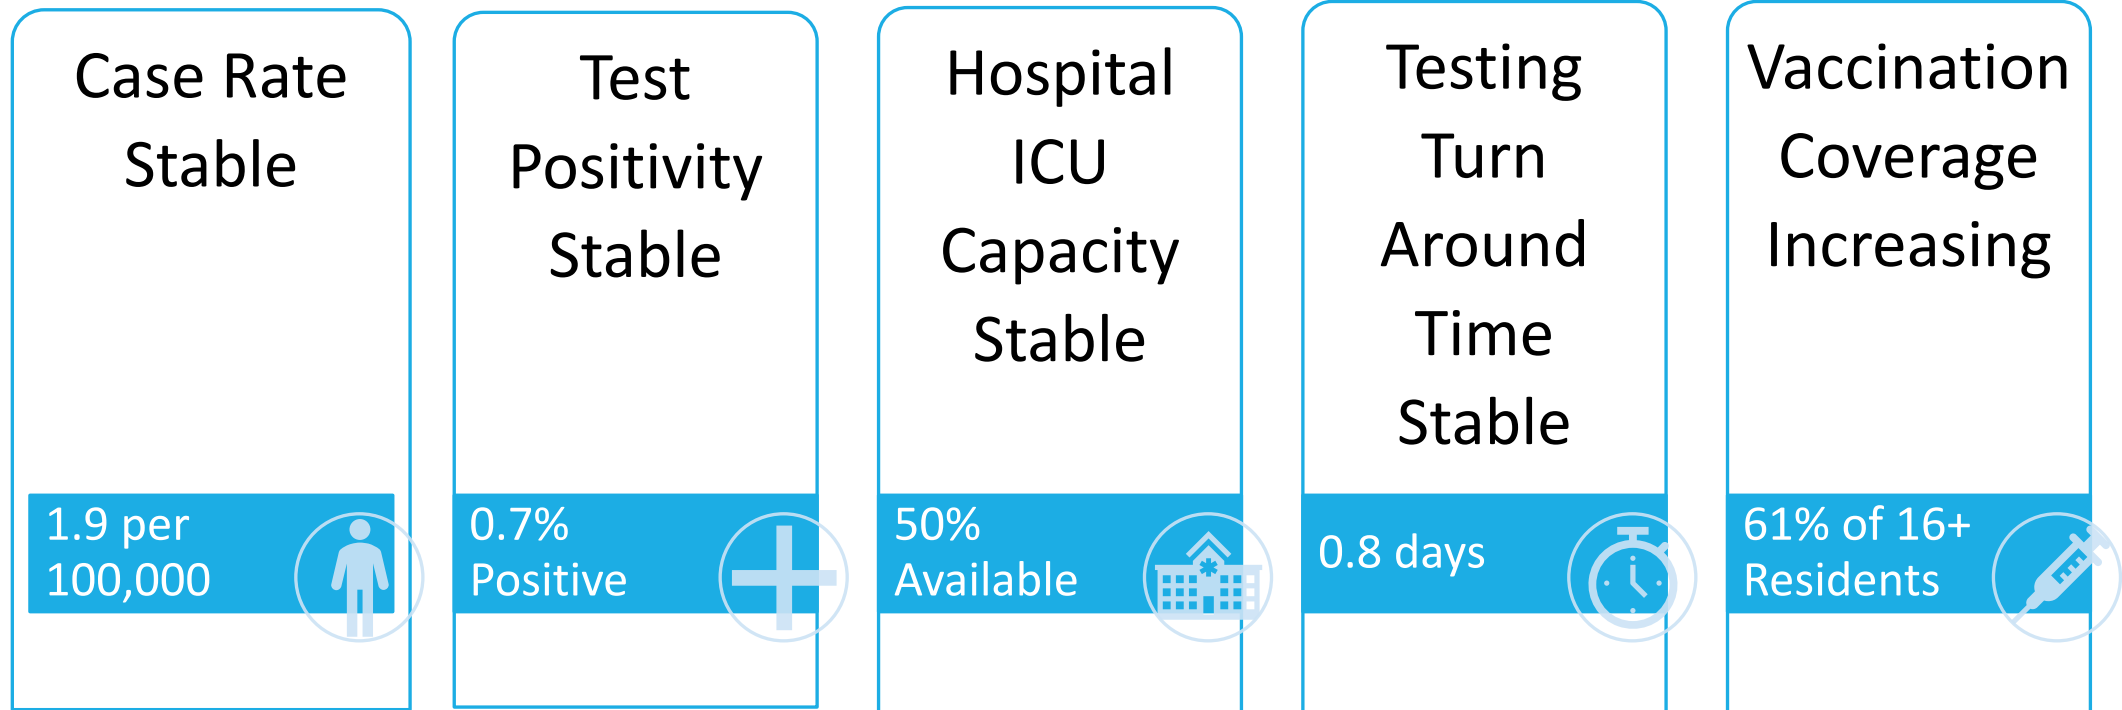 Case Rate
Stable
1.9 per
100,000
Test
Positivity
Stable
0.7%
Positive
Hospital
ICU
Capacity
Stable
50%
Available
Testing
Turn
Around
Time
Stable
0.8 days
Vaccination
Coverage
Increasing
61% of 16+
Residents